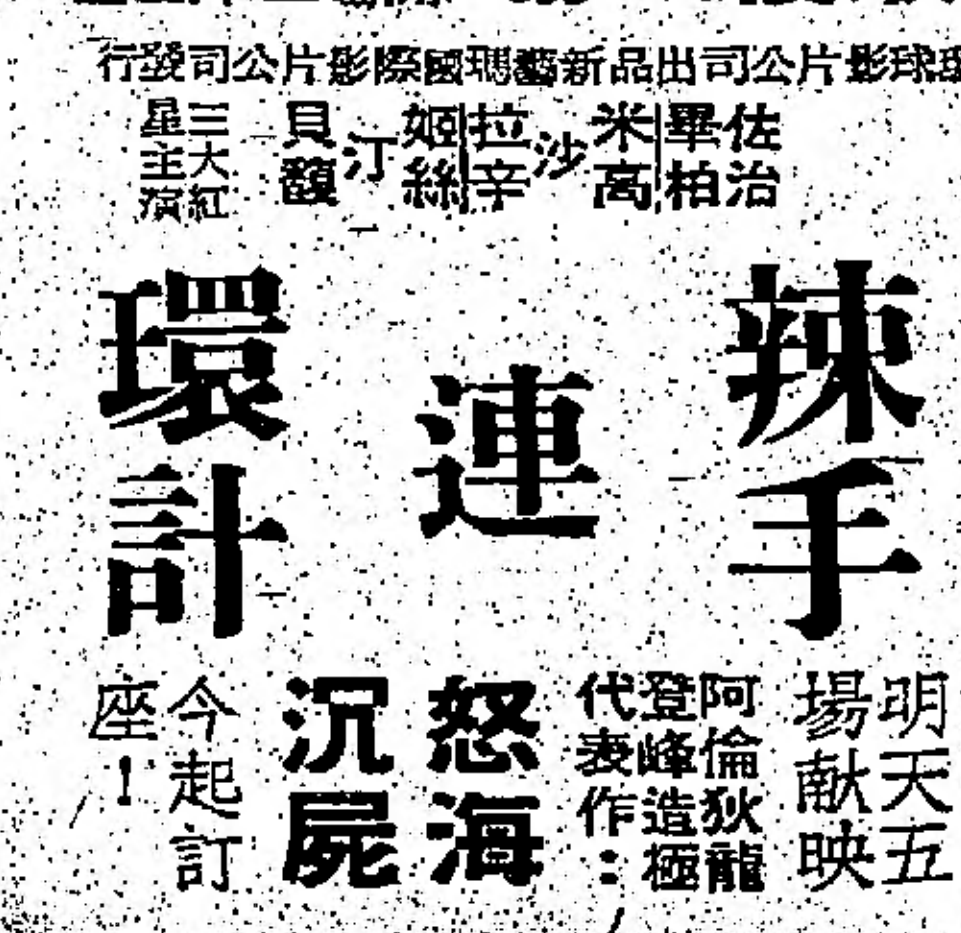 環球影片公司出品新藝瑪國際影片公司發行
佐治
畢柏
米高
沙
拉辛
姬絲
汀
貝馥
三大紅
星主演
辣手
連
環計
明天五
場献映
阿倫狄龍
登峰造極
代表作：
怒海
沉屍
今起訂
座！